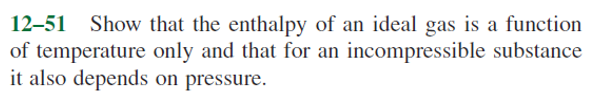 12–51 Show that the enthalpy of an ideal gas is a function
of temperature only and that for an incompressible substance
it also depends on pressure.